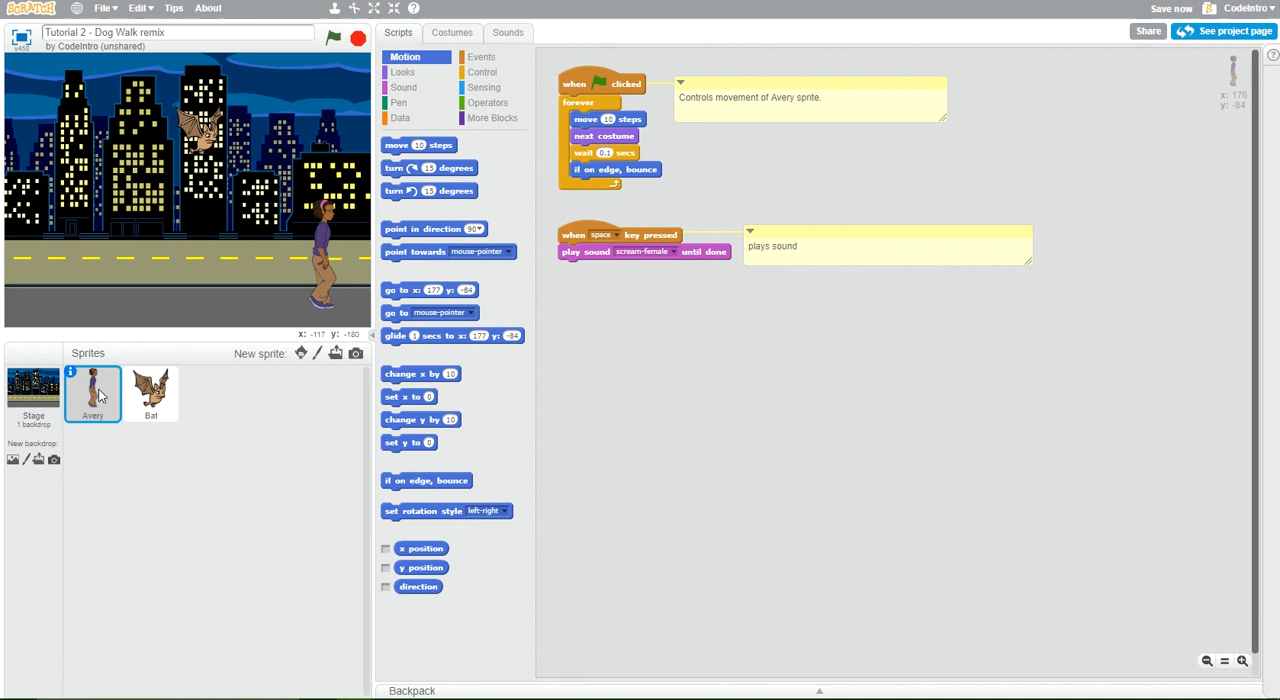 SCRATCH File Edit Tips About Save now CodeIntro
Tutorial 2 - Dog Walk remix
by CodeIntro (unshared)
v458
Scripts Costumes Sounds Share See project page
Motion Events
Looks Control
Sound Sensing
Pen Operators
Data More Blocks
move 10 steps
turn 15 degrees
turn 15 degrees
point in direction 90
point towards mouse-pointer
go to x: 177 y: -84
go to mouse-pointer
glide 1 secs to x: 177 y: -84
change x by 10
set x to 0
change y by 10
set y to 0
if on edge, bounce
set rotation style left-right
x position
y position
direction
when clicked
forever
move 10 steps
next costume
wait 0.1 secs
if on edge, bounce
Controls movement of Avery sprite.
when space key pressed
play sound scream-female until done
plays sound
x: 176
y: -84
x: -117 y: -180
Sprites New sprite:
Stage
1 backdrop
Avery
Bat
New backdrop:
Backpack